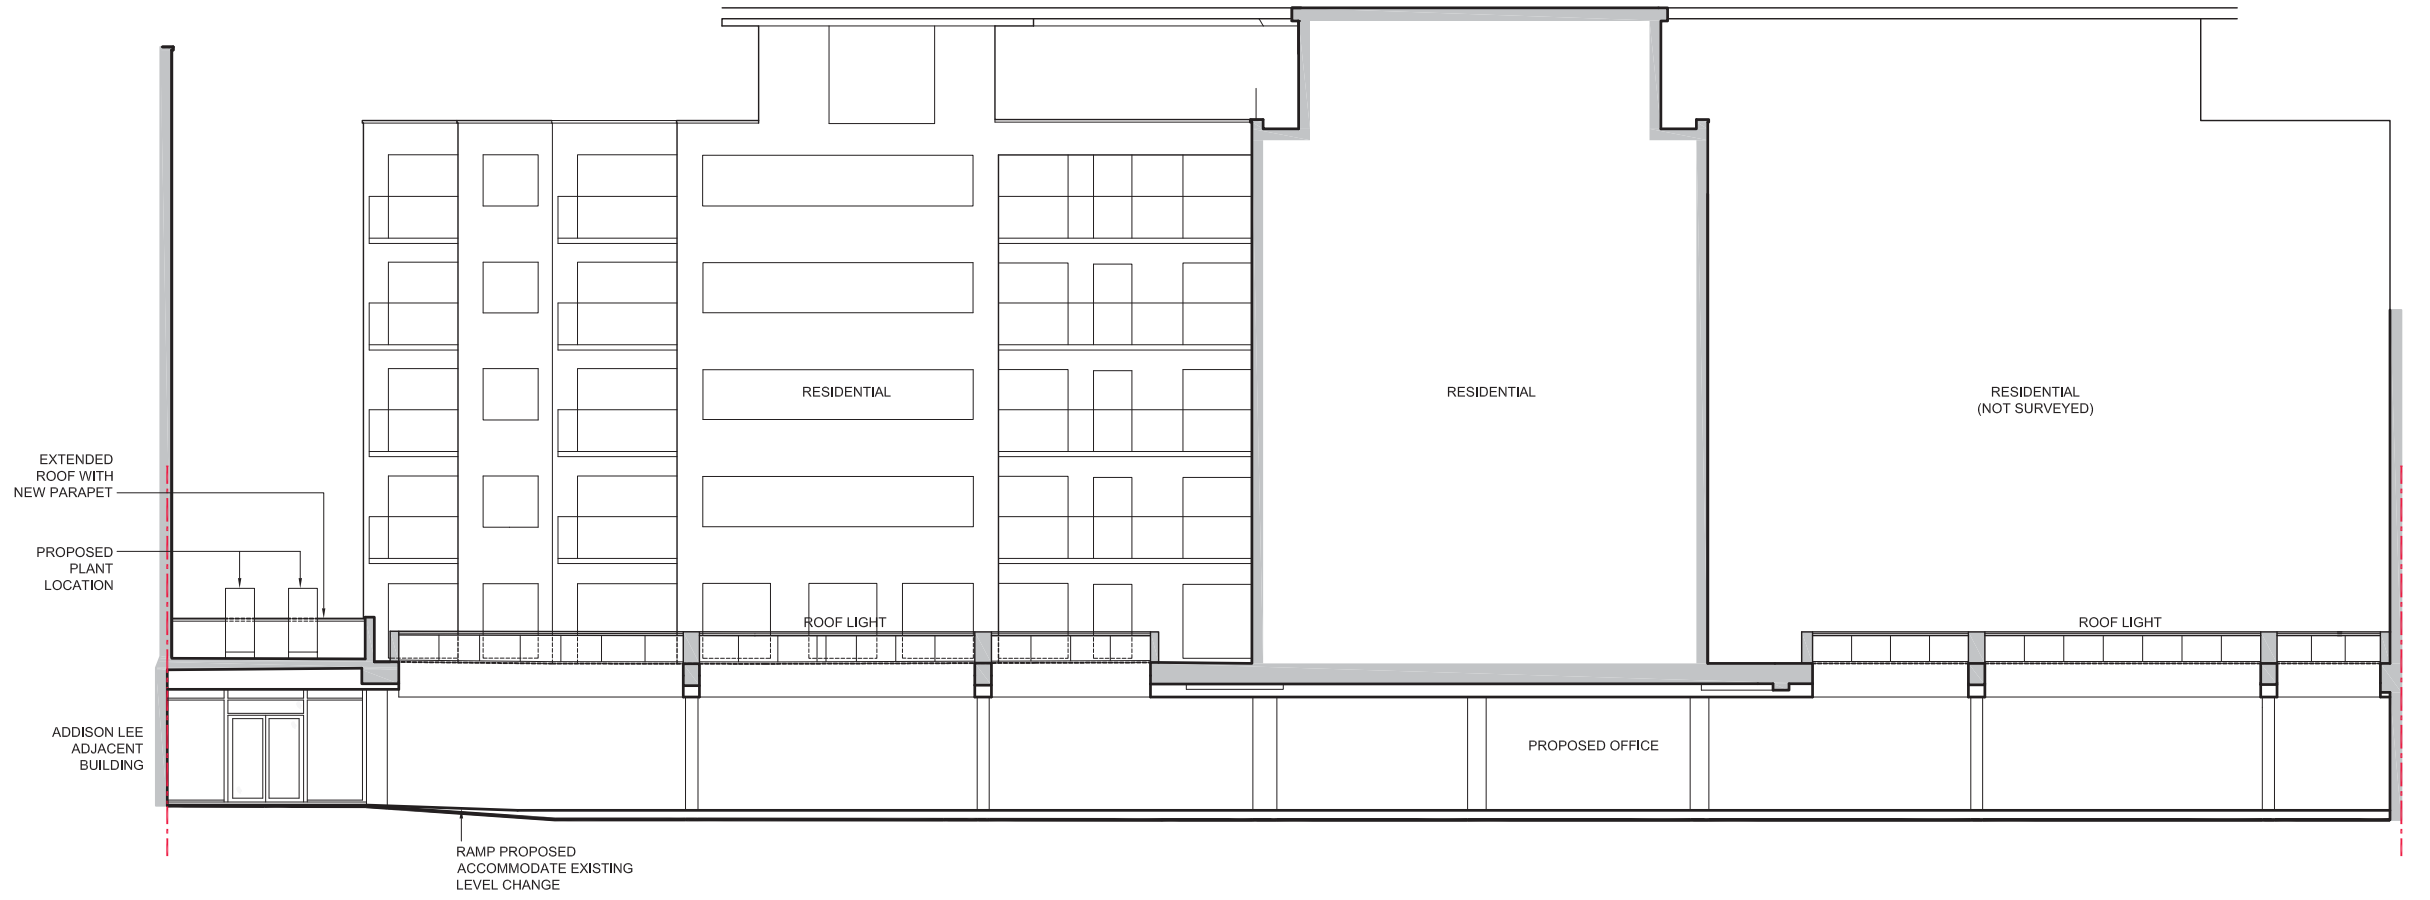 RESIDENTIAL
RESIDENTIAL
RESIDENTIAL
(NOT SURVEYED)
EXTENDED
ROOF WITH
NEW PARAPET
PROPOSED
PLANT
LOCATION
ROOF LIGHT
ROOF LIGHT
ADDISON LEE
ADJACENT
BUILDING
PROPOSED OFFICE
RAMP PROPOSED
ACCOMMODATE EXISTING
LEVEL CHANGE